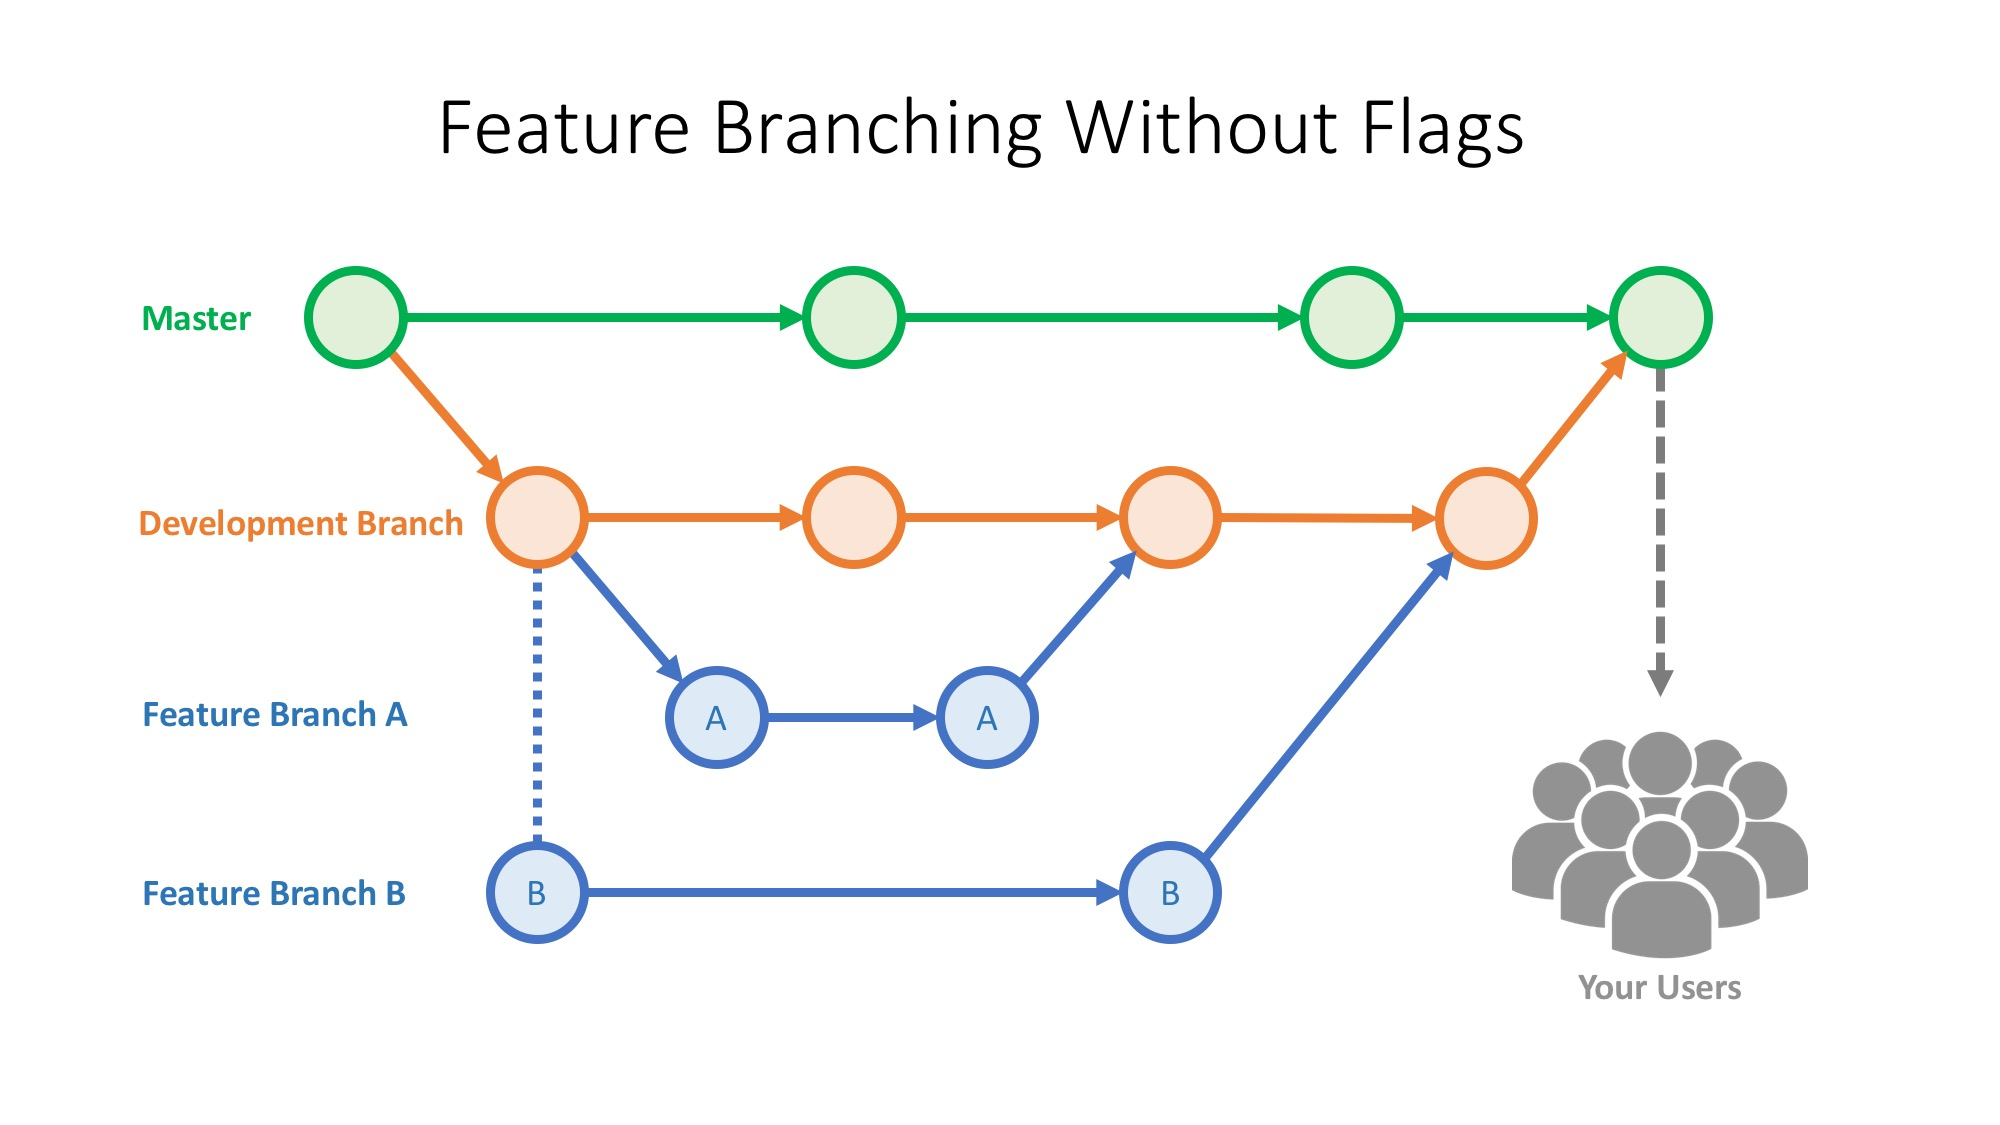 Feature Branching Without Flags
Master
Development Branch
Feature Branch A
A
A
Feature Branch B
B
B
Your Users